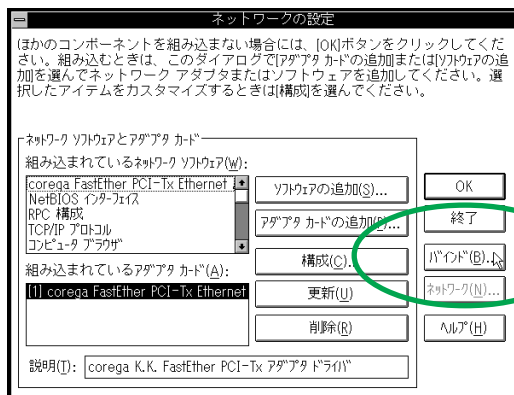 ネットワークの設定
ほかのコンポーネントを組み込まない場合には、[OK]ボタンをクリックしてくだ
さい。組み込むときは、このダイアログで[ｱﾀﾞﾌﾟﾀ ｶｰﾄﾞの追加]または[ｿﾌﾄｳｪｱの追
加]を選んでネットワーク アダプタまたはソフトウェアを追加してください。選
択したアイテムをカスタマイズするときは[構成]を選んでください。
ﾈｯﾄﾜｰｸ ｿﾌﾄｳｪｱとｱﾀﾞﾌﾟﾀ ｶｰﾄﾞ
組み込まれているﾈｯﾄﾜｰｸ ｿﾌﾄｳｪｱ(W):
corega FastEther PCI-Tx Ethernet
NetBIOS ｲﾝﾀｰﾌｪｲｽ
RPC 構成
TCP/IP ﾌﾟﾛﾄｺﾙ
ｺﾝﾋﾟｭｰﾀ ﾌﾞﾗｳｻﾞ
ｿﾌﾄｳｪｱの追加(S)...
ｱﾀﾞﾌﾟﾀ ｶｰﾄﾞの追加...
構成(C)...
更新(U)
削除(R)
OK
終了
ﾊﾞｲﾝﾄﾞ(B)...
ﾈｯﾄﾜｰｸ(N)...
ﾍﾙﾌﾟ(H)
組み込まれているｱﾀﾞﾌﾟﾀ ｶｰﾄﾞ(A):
[1] corega FastEther PCI-Tx Ethernet
説明(T): corega K.K. FastEther PCI-Tx ｱﾀﾞﾌﾟﾀ ﾄﾞﾗｲﾊﾞ